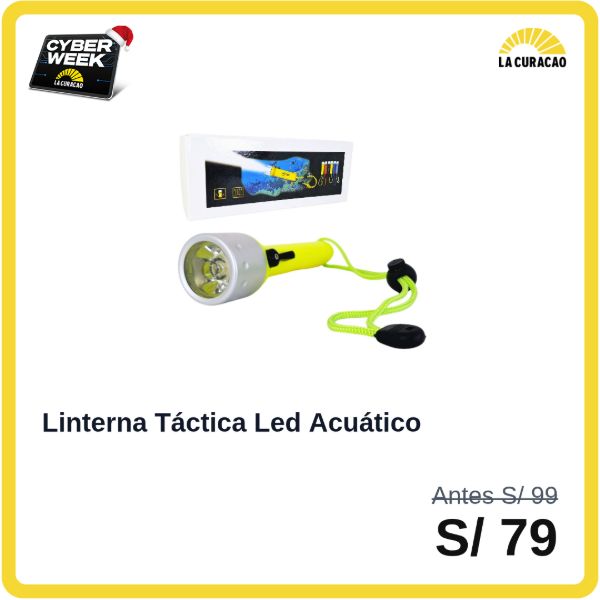 CYBER
WEEK
LA CURACAO
LA CURACAO
Linterna Táctica Led Acuático
Antes S/ 99
S/ 79